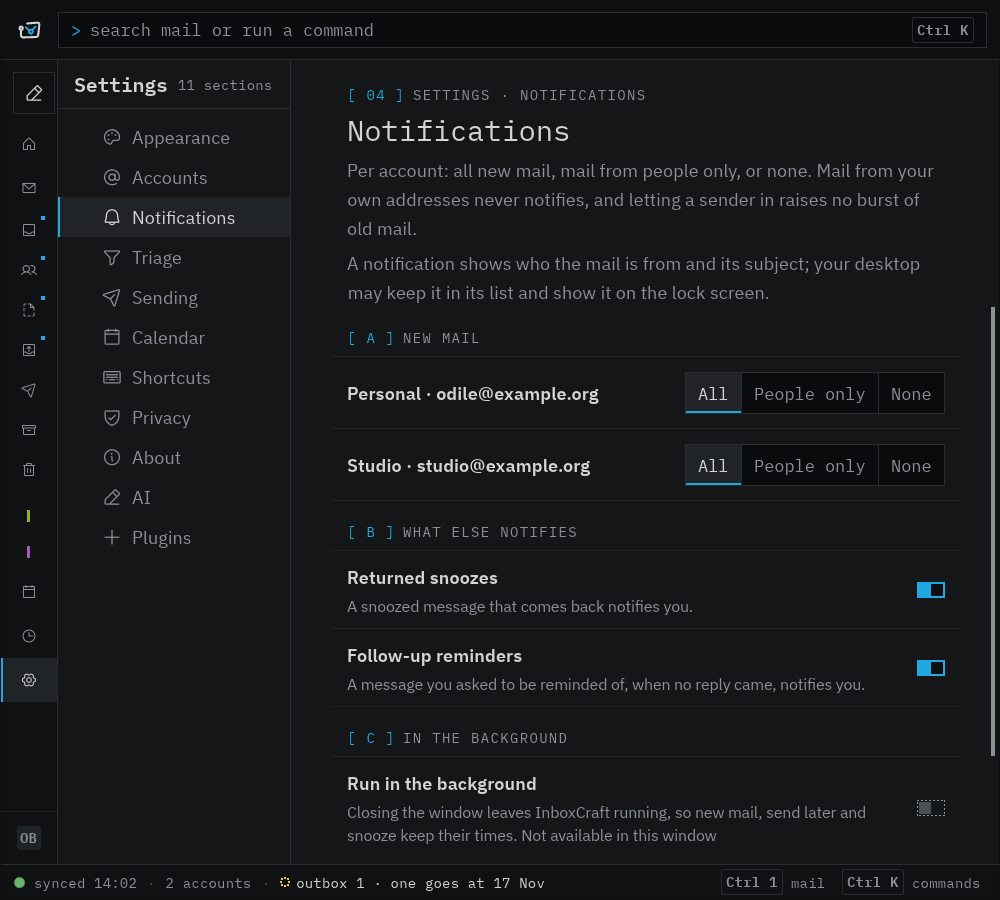 > search mail or run a command
Ctrl K
Settings 11 sections
Appearance
Accounts
Notifications
Triage
Sending
Calendar
Shortcuts
Privacy
About
AI
Plugins
OB
[ 04 ] SETTINGS · NOTIFICATIONS
Notifications
Per account: all new mail, mail from people only, or none. Mail from your
own addresses never notifies, and letting a sender in raises no burst of
old mail.
A notification shows who the mail is from and its subject; your desktop
may keep it in its list and show it on the lock screen.
[ A ] NEW MAIL
Personal · odile@example.org
All People only None
Studio · studio@example.org
All People only None
[ B ] WHAT ELSE NOTIFIES
Returned snoozes
A snoozed message that comes back notifies you.
Follow-up reminders
A message you asked to be reminded of, when no reply came, notifies you.
[ C ] IN THE BACKGROUND
Run in the background
Closing the window leaves InboxCraft running, so new mail, send later and
snooze keep their times. Not available in this window
synced 14:02 · 2 accounts · outbox 1 · one goes at 17 Nov
Ctrl 1 mail Ctrl K commands